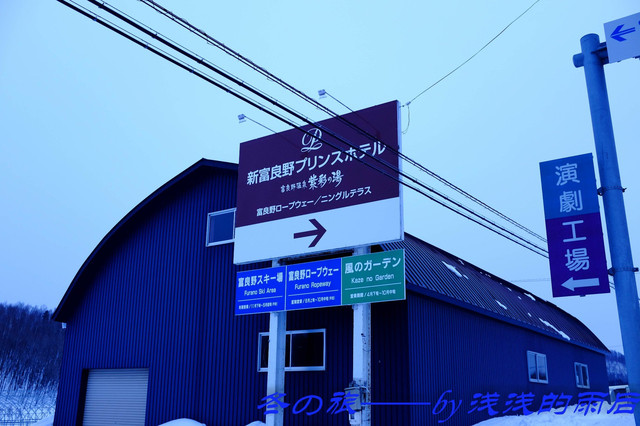 新富良野プリンスホテル
富良野温泉 紫彩の湯
富良野ロープウェー/ニングルテラス
富良野スキー場
Furano Ski Area
富良野ロープウェー
Furano Ropeway
風のガーデン
Kaze no Garden
演劇工場
冬の旅——by 浅浅的雨店